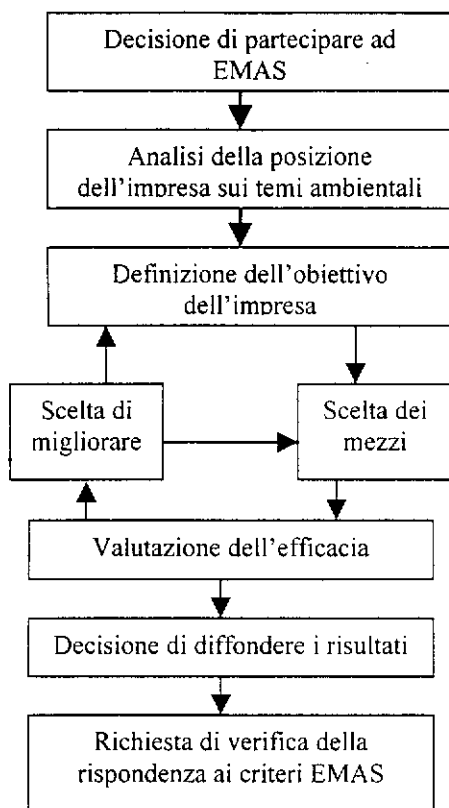 Decisione di partecipare ad
EMAS
Analisi della posizione
dell'impresa sui temi ambientali
Definizione dell'obiettivo
dell'impresa
Scelta di
migliorare
Scelta dei
mezzi
Valutazione dell'efficacia
Decisione di diffondere i risultati
Richiesta di verifica della
rispondenza ai criteri EMAS